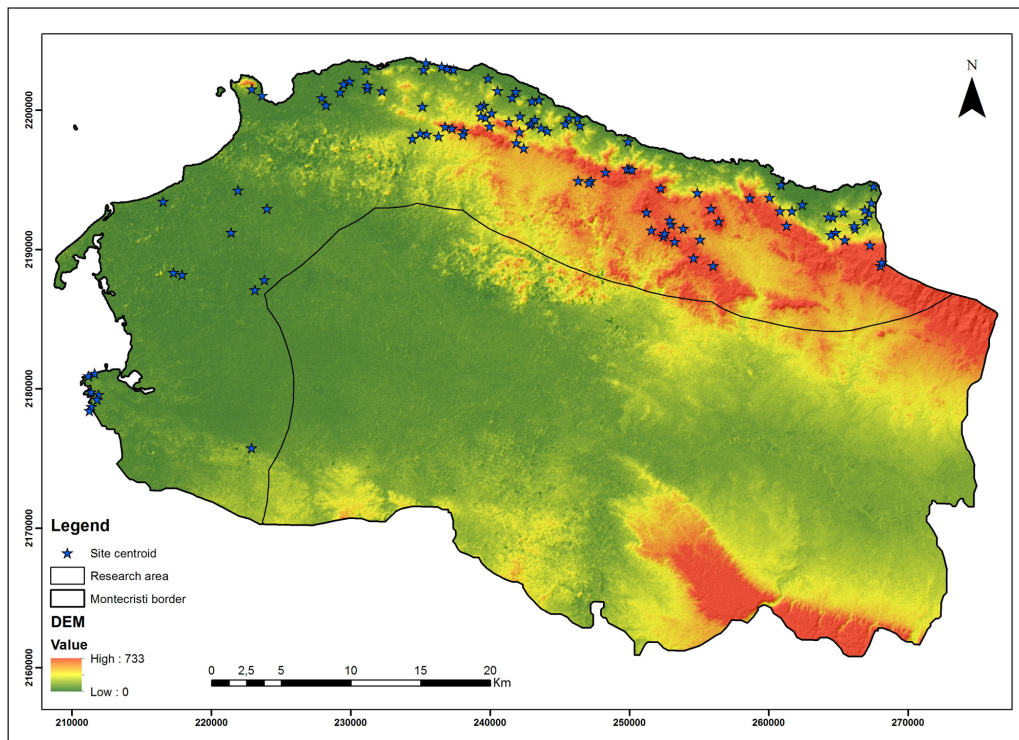 N
2200000
2190000
2180000
2170000
2160000
Legend
Site centroid
Research area
Montecristi border
DEM
Value
High : 733
Low : 0
0 2,5 5 10 15 20
Km
210000 220000 230000 240000 250000 260000 270000